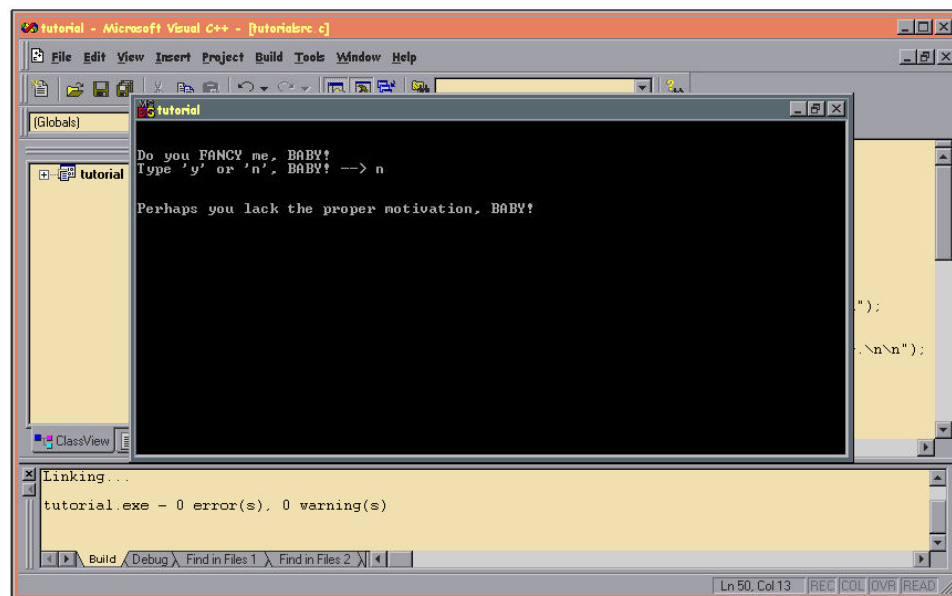 tutorial - Microsoft Visual C++ - [tutorialsrc.c]
File Edit View Insert Project Build Tools Window Help
(Globals)
tutorial
Do you FANCY me, BABY!
Type 'y' or 'n', BABY! --> n
Perhaps you lack the proper motivation, BABY!
tutorial
");
.\n\n");
ClassView
Linking...
tutorial.exe - 0 error(s), 0 warning(s)
Build Debug Find in Files 1 Find in Files 2
Ln 50, Col 13 REC COL OVR READ